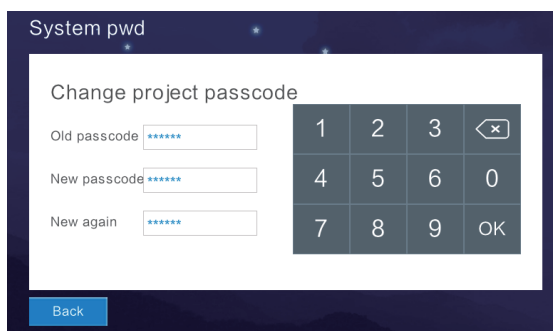 System pwd
Change project passcode
Old passcode ******
New passcode ******
New again ******
1 2 3
4 5 6 0
7 8 9 OK
Back